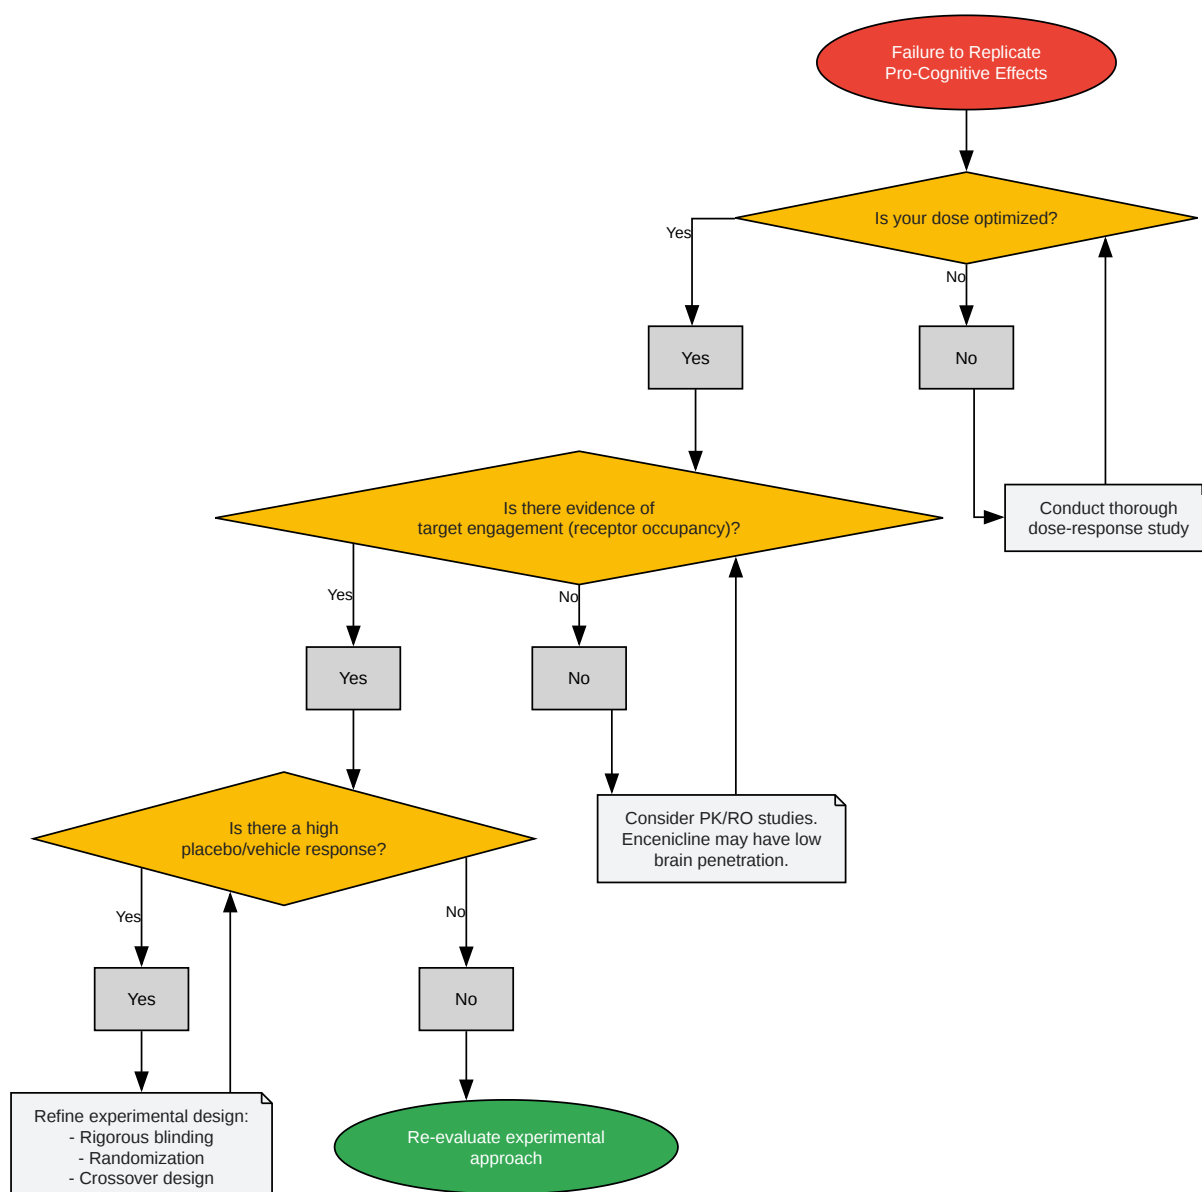 Failure to Replicate
Pro-Cognitive Effects
Is your dose optimized?
Yes
No
Yes
No
Is there evidence of
target engagement (receptor occupancy)?
Conduct thorough
dose-response study
Yes
No
Yes
No
Is there a high
placebo/vehicle response?
Consider PK/RO studies.
Encenicline may have low
brain penetration.
Yes
No
Yes
No
Refine experimental design:
- Rigorous blinding
- Randomization
- Crossover design
Re-evaluate experimental
approach